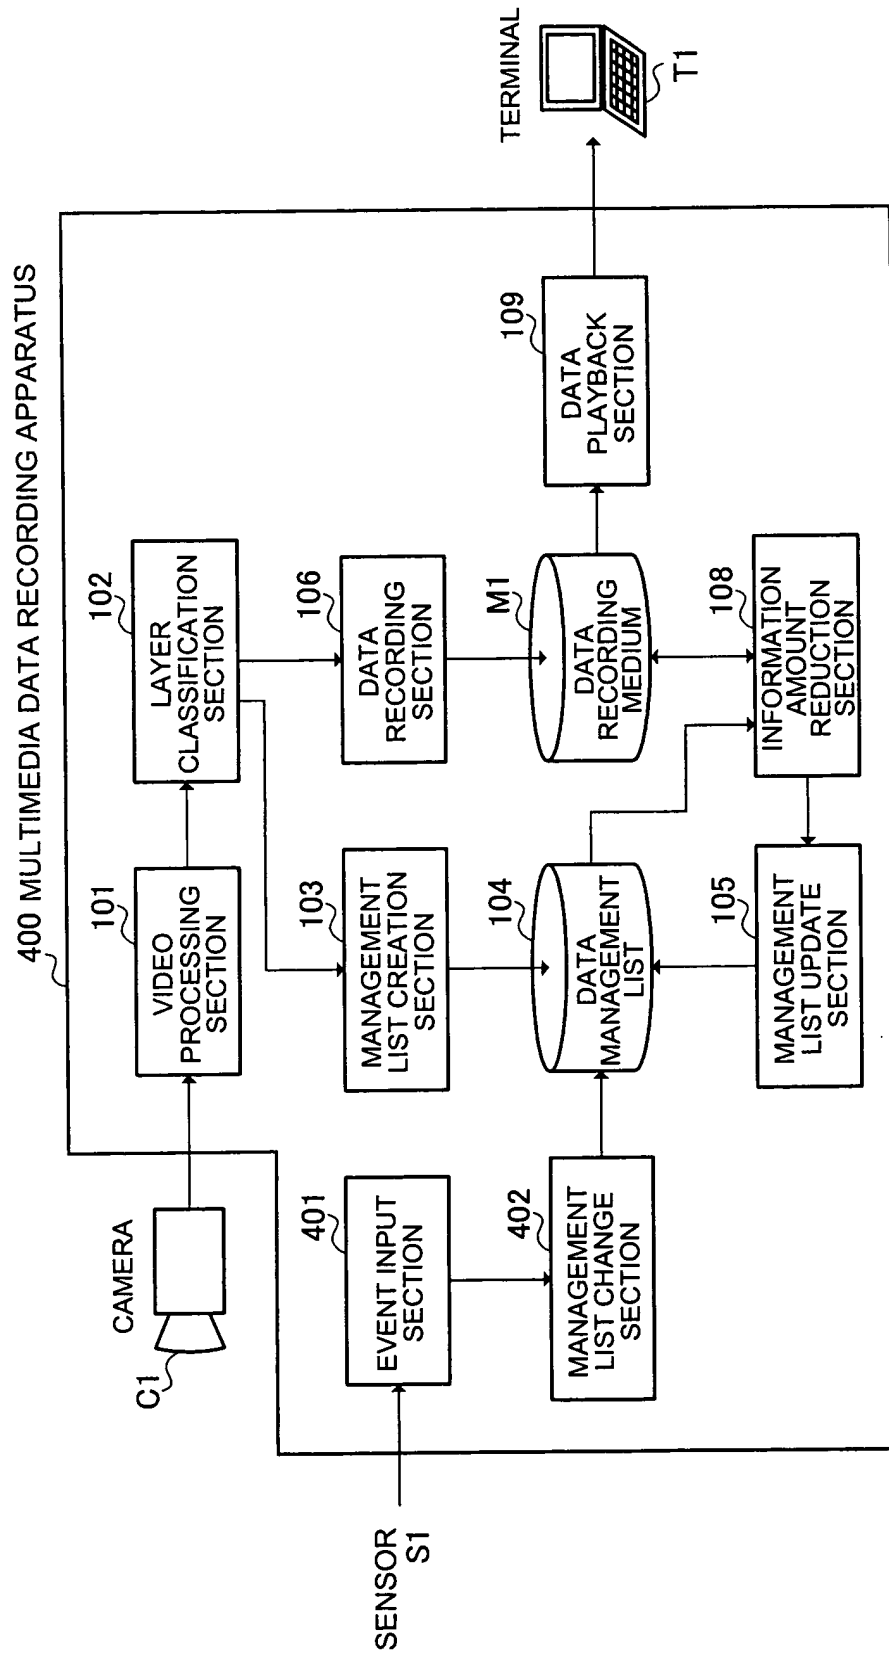 400 MULTIMEDIA DATA RECORDING APPARATUS
CAMERA
C1
101
VIDEO
PROCESSING
SECTION
102
LAYER
CLASSIFICATION
SECTION
SENSOR
S1
401
EVENT INPUT
SECTION
103
MANAGEMENT
LIST CREATION
SECTION
106
DATA
RECORDING
SECTION
402
MANAGEMENT
LIST CHANGE
SECTION
104
DATA
MANAGEMENT
LIST
M1
DATA
RECORDING
MEDIUM
109
DATA
PLAYBACK
SECTION
TERMINAL
T1
105
MANAGEMENT
LIST UPDATE
SECTION
108
INFORMATION
AMOUNT
REDUCTION
SECTION